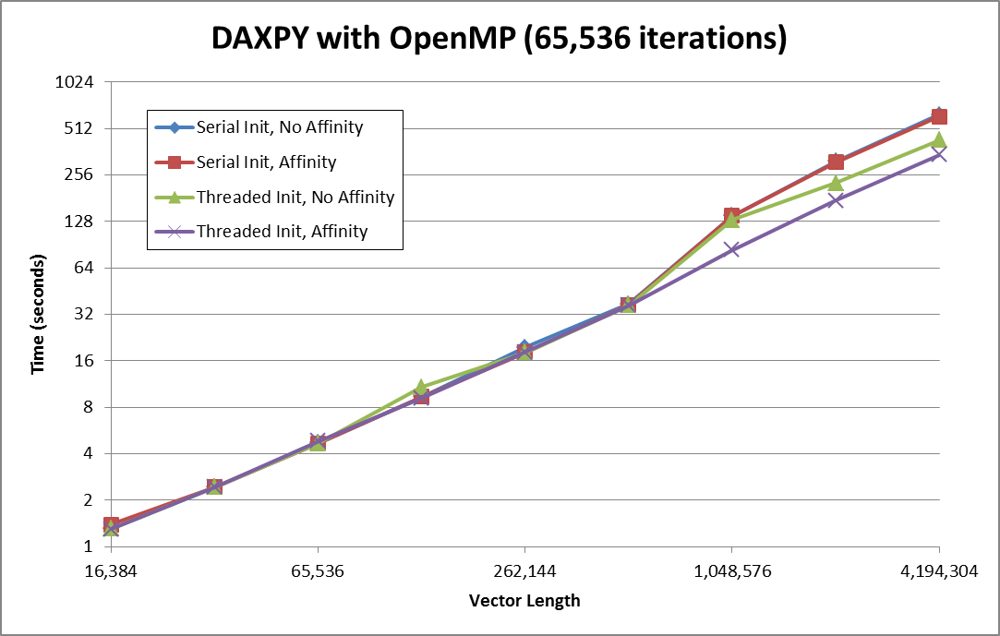 DAXPY with OpenMP (65,536 iterations)
1024
512
256
128
64
32
16
8
4
2
1
Time (seconds)
Serial Init, No Affinity
Serial Init, Affinity
Threaded Init, No Affinity
Threaded Init, Affinity
16,384 65,536 262,144 1,048,576 4,194,304
Vector Length